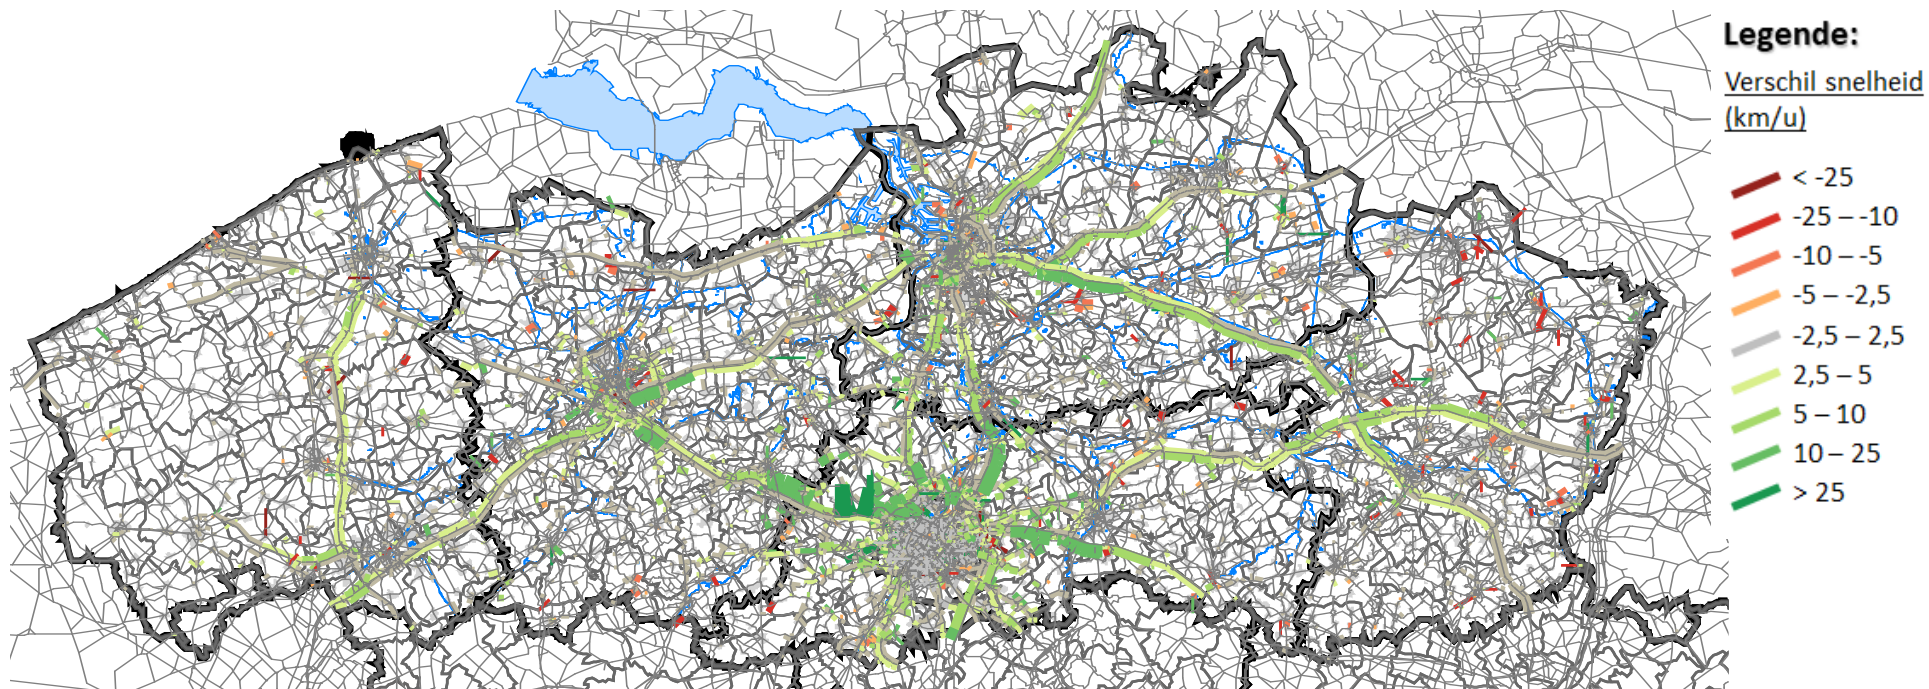 Legende:
Verschil snelheid
(km/u)
< -25
-25 – -10
-10 – -5
-5 – -2,5
-2,5 – 2,5
2,5 – 5
5 – 10
10 – 25
> 25